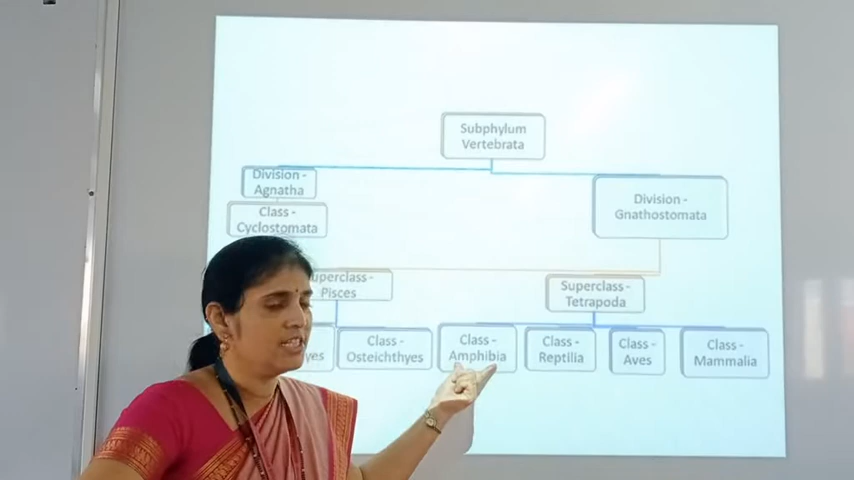 Subphylum
Vertebrata
Division -
Agnatha
Division -
GNATHOSTOMATA
Class -
Cyclostomata
Pisces
Superclass-
TETRAPODA
Class -
Osteichthyes
Class-
Amphibia
Class -
Reptilia
Class -
Aves
Class -
MAMMALIA